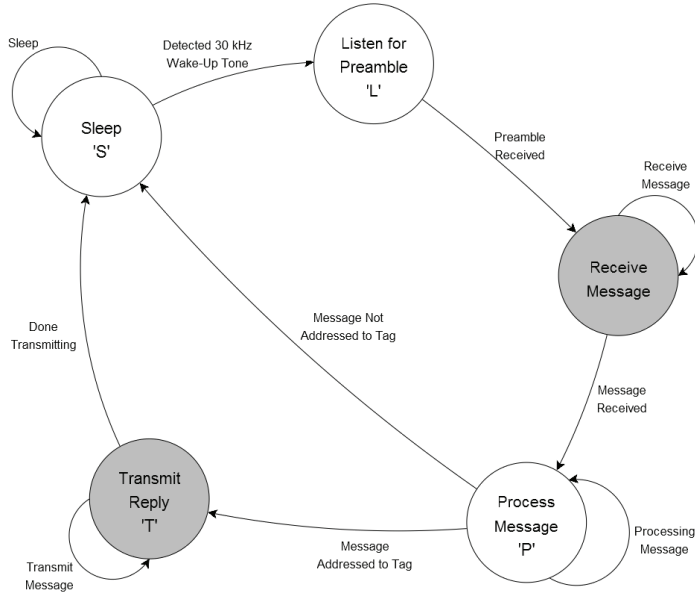 Sleep
Detected 30 kHz
Wake-Up Tone
Listen for
Preamble
'L'
Sleep
'S'
Preamble
Received
Receive
Message
Receive
Message
Message Not
Addressed to Tag
Done
Transmitting
Message
Received
Transmit
Reply
'T'
Process
Message
'P'
Processing
Message
Message
Addressed to Tag
Transmit
Message